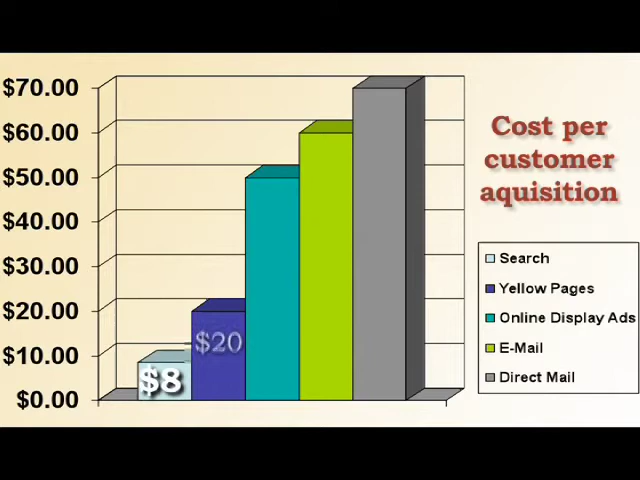 $70.00
$60.00
$50.00
$40.00
$30.00
$20.00
$10.00
$0.00
$8
$20
Cost per
customer
aquisition
Search
Yellow Pages
Online Display Ads
E-Mail
Direct Mail